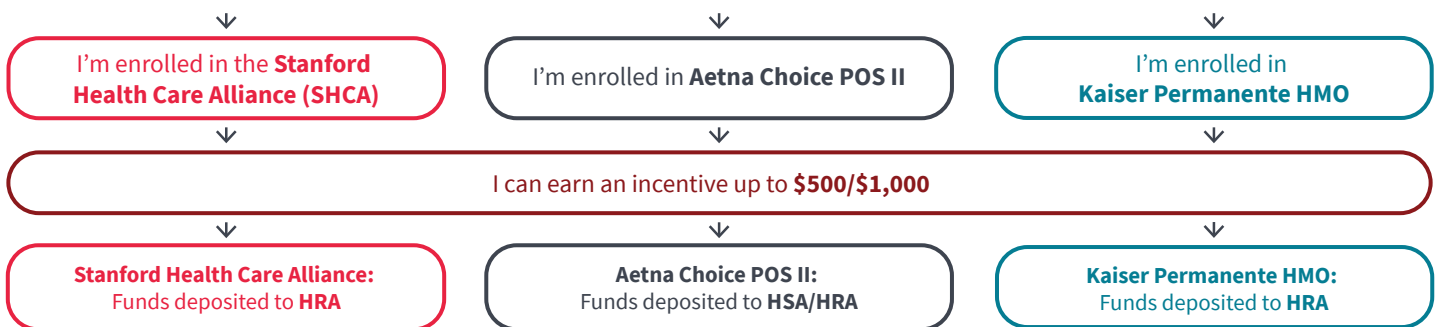 I’m enrolled in the Stanford
Health Care Alliance (SHCA)
I’m enrolled in Aetna Choice POS II
I’m enrolled in
Kaiser Permanente HMO
I can earn an incentive up to $500/$1,000
Stanford Health Care Alliance:
Funds deposited to HRA
Aetna Choice POS II:
Funds deposited to HSA/HRA
Kaiser Permanente HMO:
Funds deposited to HRA